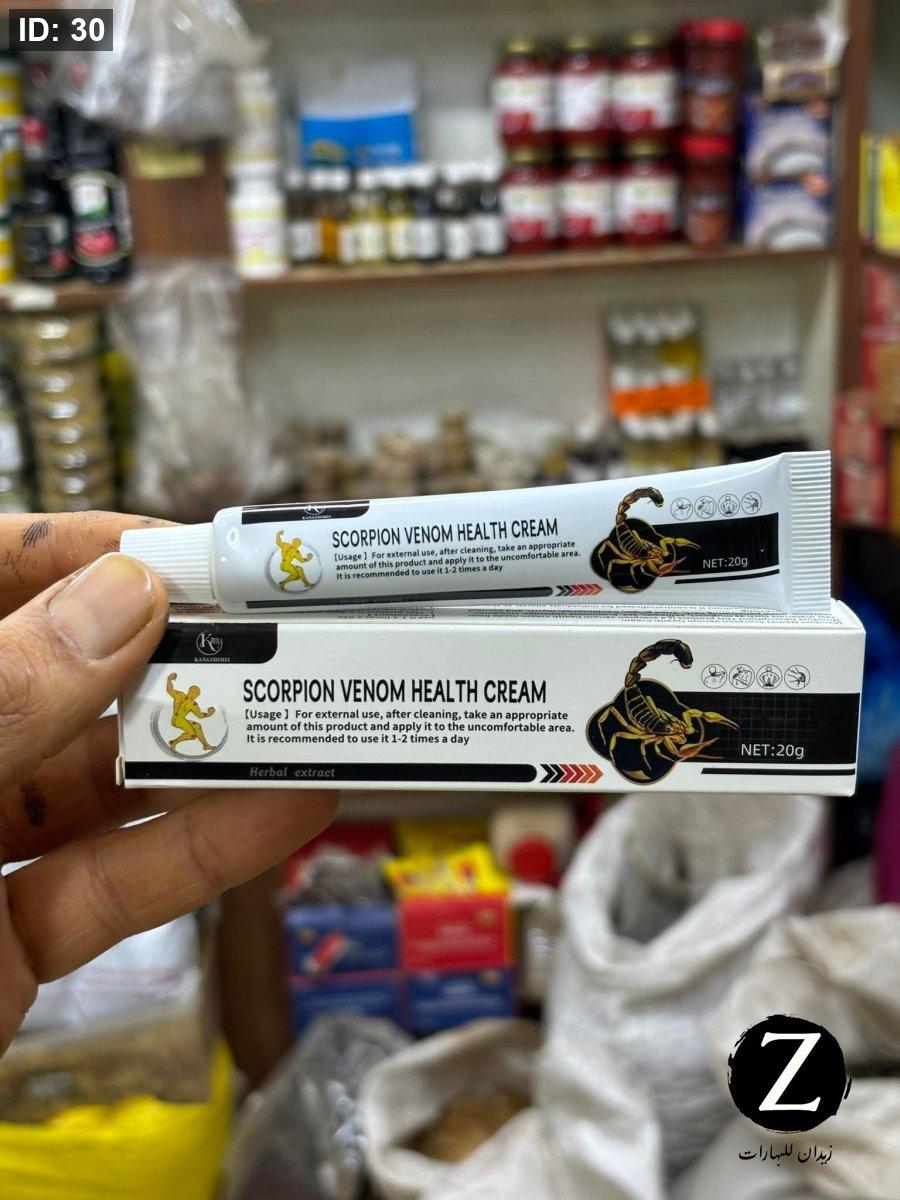 ID: 30
KANGZHIMEI
SCORPION VENOM HEALTH CREAM
【Usage】For external use, after cleaning, take an appropriate
amount of this product and apply it to the uncomfortable area.
It is recommended to use it 1-2 times a day
NET:20g
Herbal extract
KANGZHIMEI
SCORPION VENOM HEALTH CREAM
【Usage】For external use, after cleaning, take an appropriate
amount of this product and apply it to the uncomfortable area.
It is recommended to use it 1-2 times a day
NET:20g
Herbal extract
Z
زيدان للبهارات